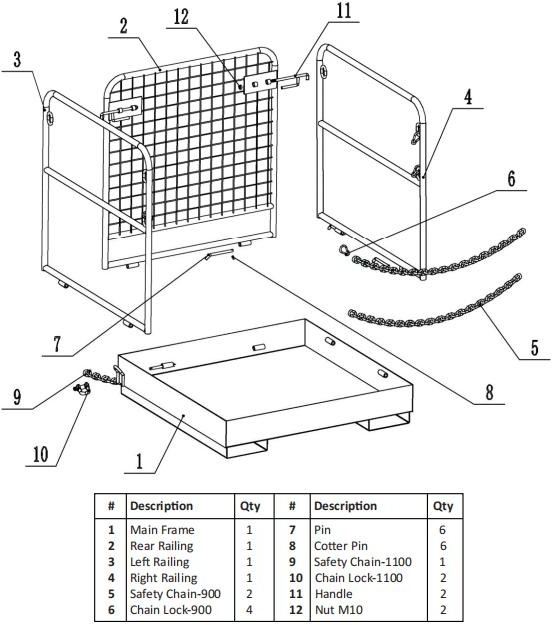 12
11
2
3
4
6
7
5
9
8
10
1
# Description Qty # Description Qty
1 Main Frame 1 7 Pin 6
2 Rear Railing 1 8 Cotter Pin 6
3 Left Railing 1 9 Safety Chain-1100 1
4 Right Railing 1 10 Chain Lock-1100 2
5 Safety Chain-900 2 11 Handle 2
6 Chain Lock-900 4 12 Nut M10 2